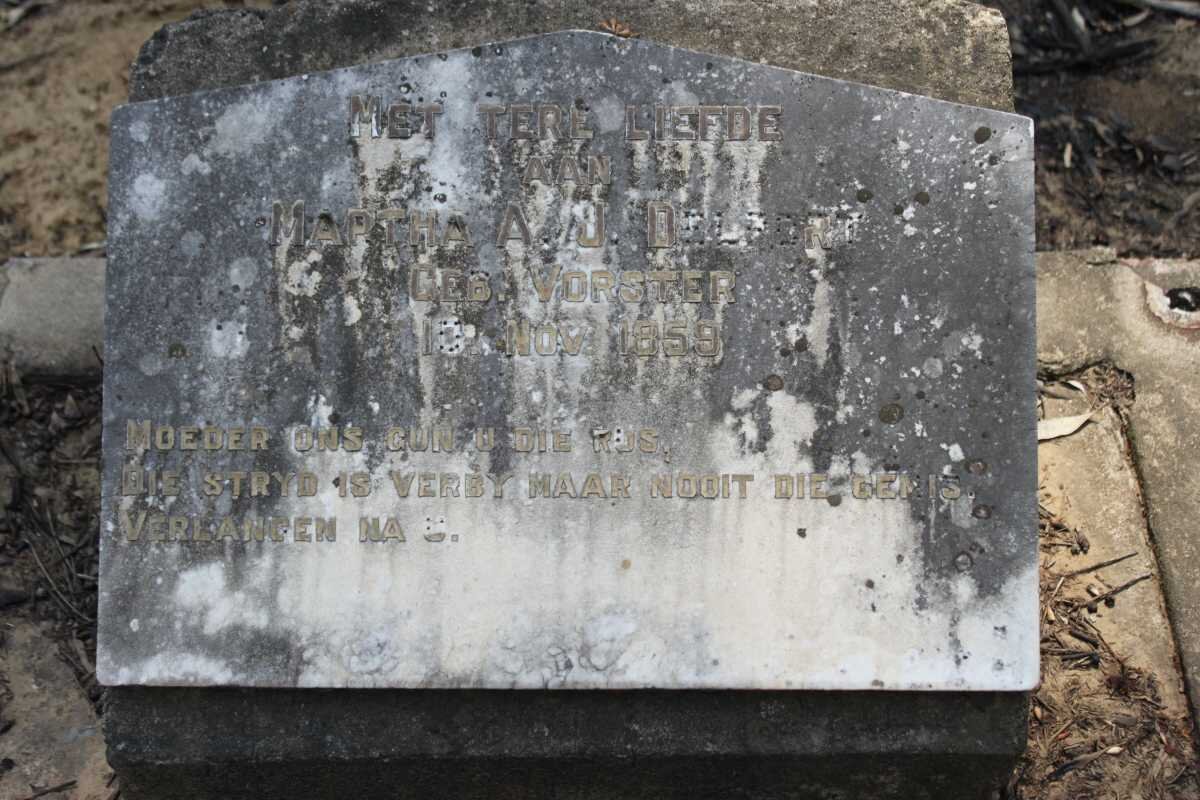 MET TERE LIEFDE
AAN
MARTHA A. J. DELPORT
GEB. VORSTER
NOV. 1859
MOEDER ONS GUN U DIE RUS,
DIE STRYD IS VERBY MAAR NOOIT DIE GEMIS,
VERLANGEN NA U.